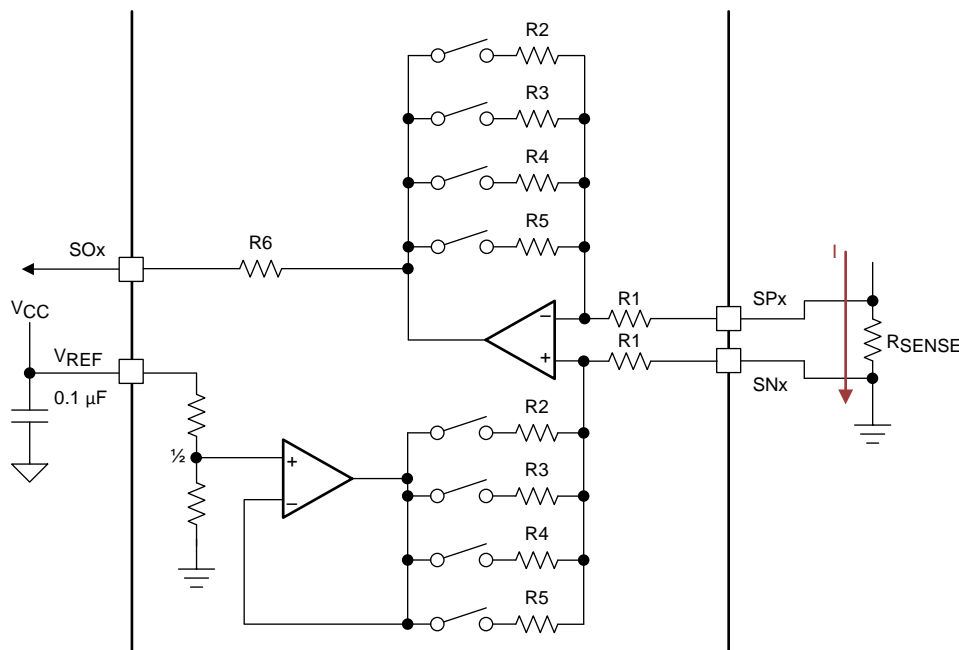 R2
R3
R4
R5
SOx
R6
I
VCC
R1
SPx
VREF
R1
RSENSE
SNx
0.1 µF
R2
½
R3
R4
R5